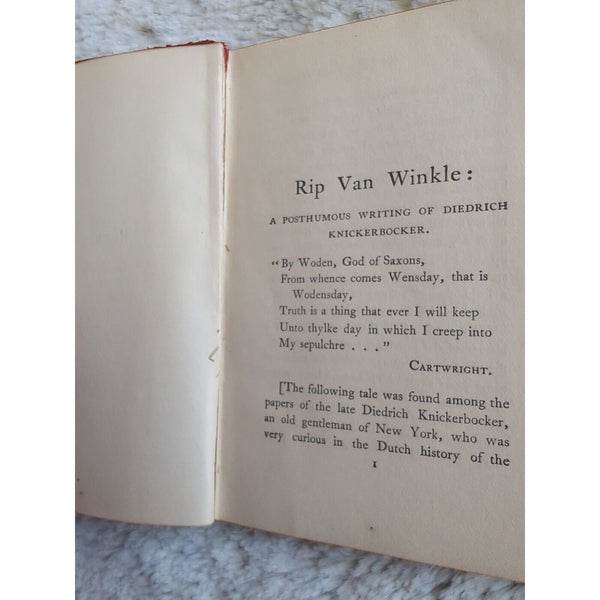 Rip Van Winkle:
A POSTHUMOUS WRITING OF DIEDRICH
KNICKERBOCKER.
"By Woden, God of Saxons,
From whence comes Wensday, that is
Wodensday,
Truth is a thing that ever I will keep
Unto thylke day in which I creep into
My sepulchre . . ."
CARTWRIGHT.
[The following tale was found among the
papers of the late Diedrich Knickerbocker,
an old gentleman of New York, who was
very curious in the Dutch history of the
1